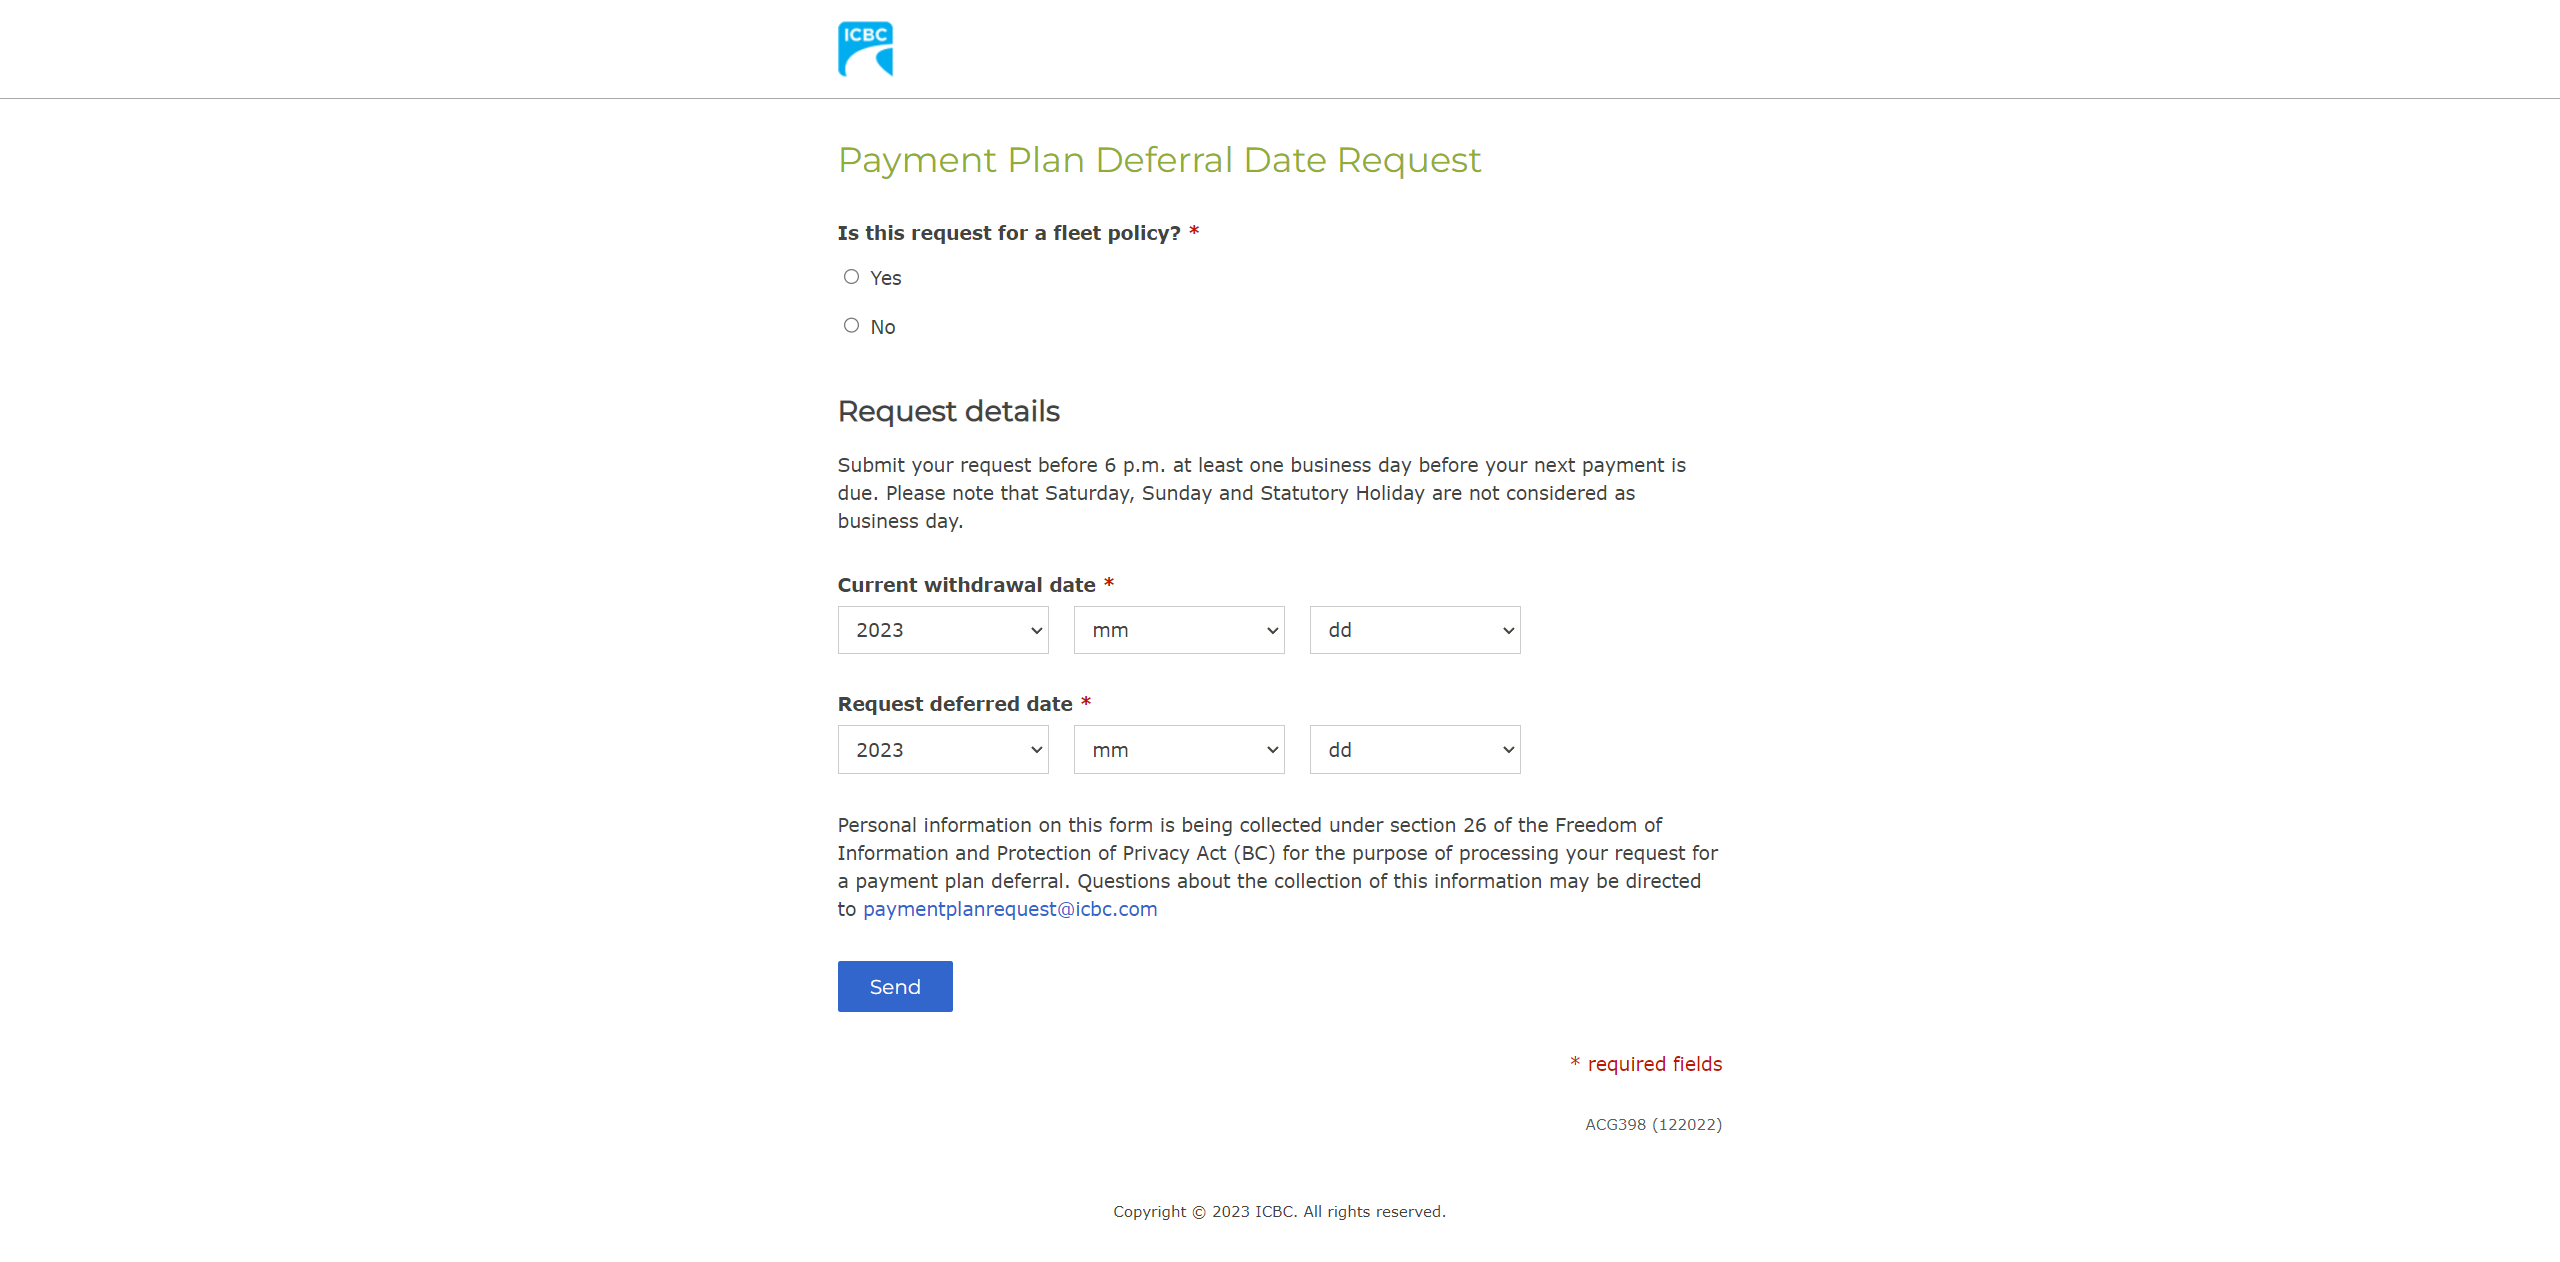 ICBC
Payment Plan Deferral Date Request
Is this request for a fleet policy? *
Yes
No
Request details
Submit your request before 6 p.m. at least one business day before your next payment is
due. Please note that Saturday, Sunday and Statutory Holiday are not considered as
business day.
Current withdrawal date *
2023 mm dd
Request deferred date *
2023 mm dd
Personal information on this form is being collected under section 26 of the Freedom of
Information and Protection of Privacy Act (BC) for the purpose of processing your request for
a payment plan deferral. Questions about the collection of this information may be directed
to paymentplanrequest@icbc.com
Send
* required fields
ACG398 (122022)
Copyright © 2023 ICBC. All rights reserved.